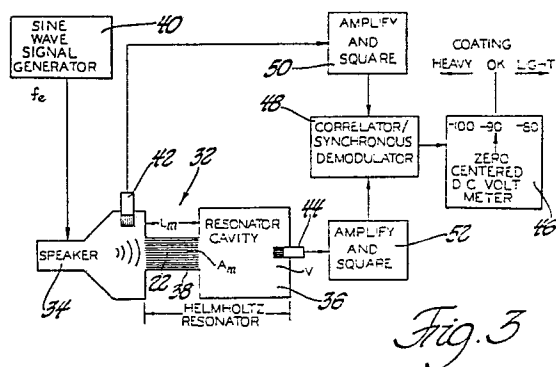 SINE
WAVE
SIGNAL
GENERATOR
40
fe
AMPLIFY
AND
SQUARE
50
COATING
HEAVY OK LIGHT
48
CORRELATOR/
SYNCHRONOUS
DEMODULATOR
-100 -90 -80
ZERO
CENTERED
D.C. VOLT
METER
46
42
32
Lm
RESONATOR
CAVITY
44
SPEAKER
34
22
38
Am
V
36
AMPLIFY
AND
SQUARE
52
HELMHOLTZ
RESONATOR
Fig. 3